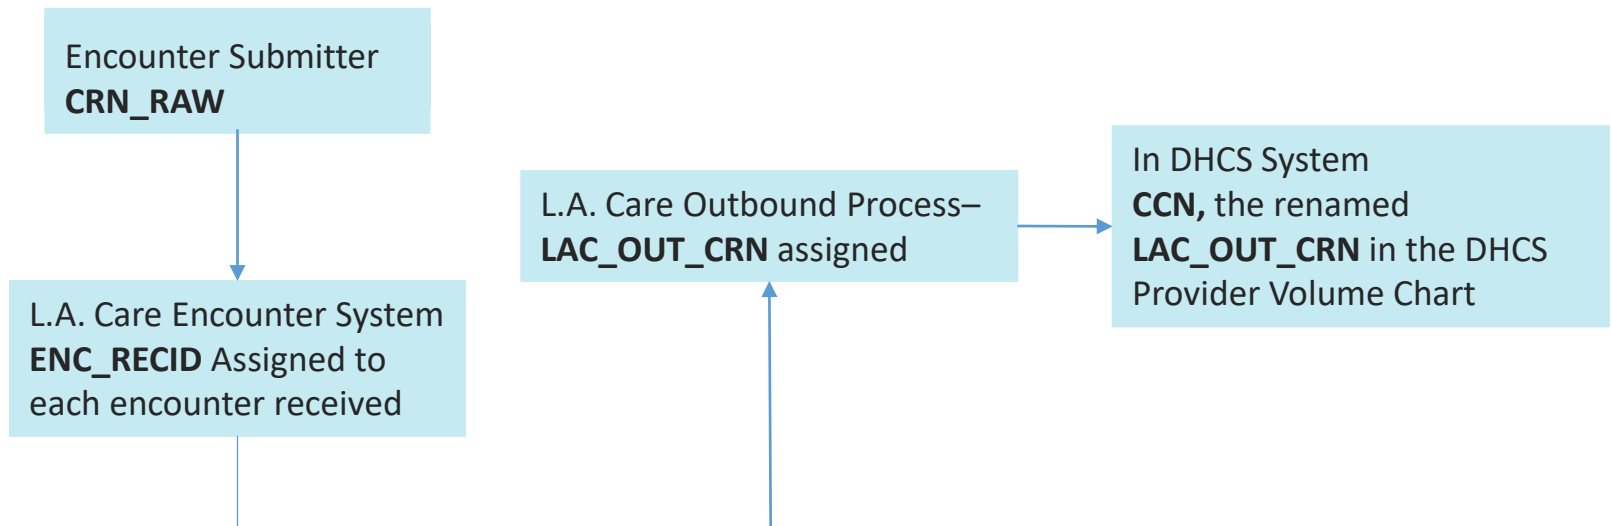 Encounter Submitter
CRN_RAW
L.A. Care Encounter System
ENC_RECID Assigned to
each encounter received
L.A. Care Outbound Process–
LAC_OUT_CRN assigned
In DHCS System
CCN, the renamed
LAC_OUT_CRN in the DHCS
Provider Volume Chart